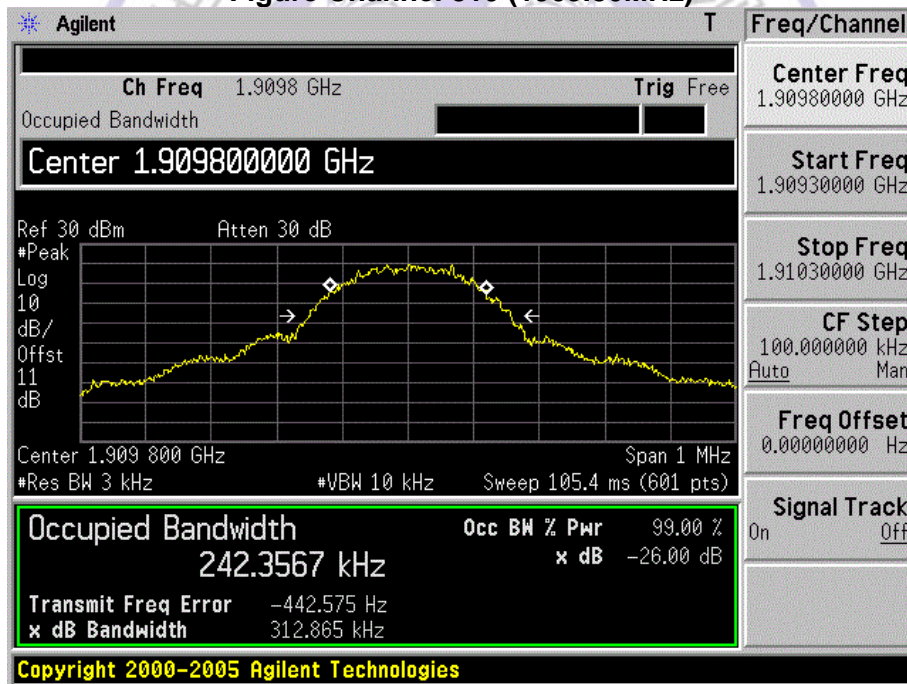 Agilent T
Freq/Channel
Ch Freq 1.9098 GHz Trig Free
Occupied Bandwidth
Center 1.909800000 GHz
Ref 30 dBm Atten 30 dB
#Peak
Log
10
dB/
Offst
11
dB
Center 1.909 800 GHz Span 1 MHz
#Res BW 3 kHz #VBW 10 kHz Sweep 105.4 ms (601 pts)
Occupied Bandwidth
242.3567 kHz
Occ BW % Pwr 99.00 %
x dB -26.00 dB
Transmit Freq Error -442.575 Hz
x dB Bandwidth 312.865 kHz
Copyright 2000-2005 Agilent Technologies
Center Freq
1.90980000 GHz
Start Freq
1.90930000 GHz
Stop Freq
1.91030000 GHz
CF Step
100.000000 kHz
Auto Man
Freq Offset
0.00000000 Hz
Signal Track
On Off